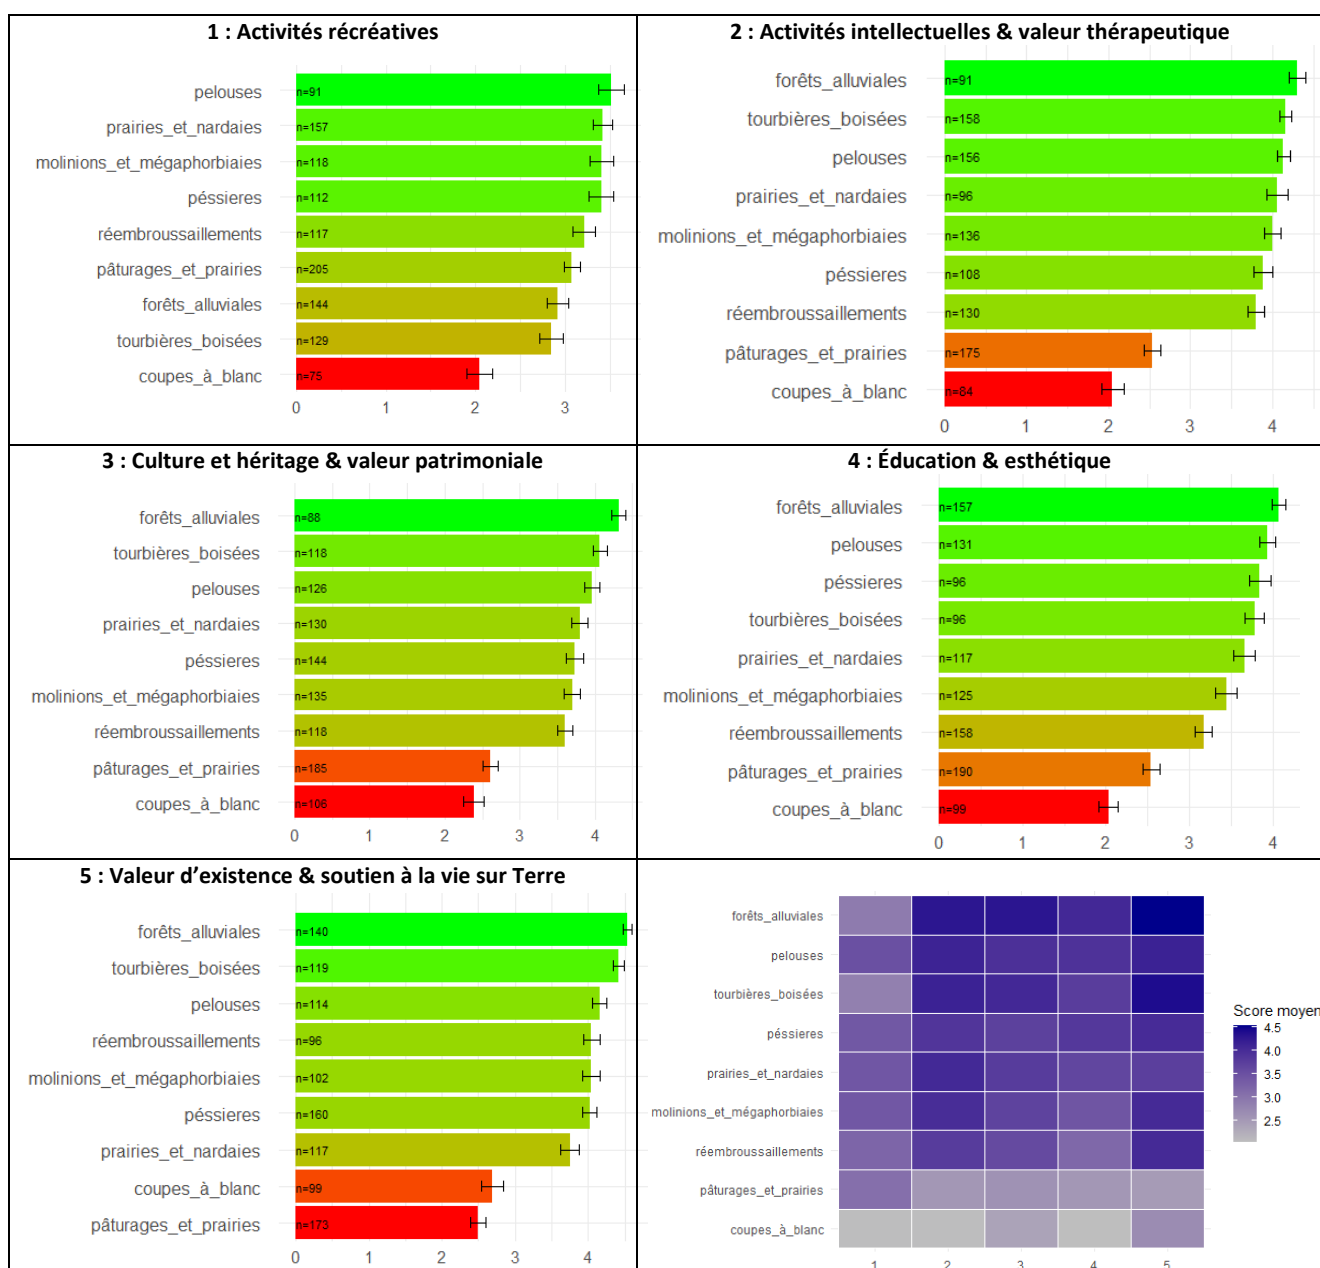 1 : Activités récréatives
pelouses
n=91
prairies_et_nardaies
n=157
molinions_et_mégaphorbiaies
n=118
péssieres
n=112
réembroussaillements
n=117
pâturages_et_prairies
n=205
forêts_alluviales
n=144
tourbières_boisées
n=129
coupes_à_blanc
n=75
0 1 2 3
2 : Activités intellectuelles & valeur thérapeutique
forêts_alluviales
n=91
tourbières_boisées
n=158
pelouses
n=156
prairies_et_nardaies
n=96
molinions_et_mégaphorbiaies
n=136
péssieres
n=108
réembroussaillements
n=130
pâturages_et_prairies
n=175
coupes_à_blanc
n=84
0 1 2 3 4
3 : Culture et héritage & valeur patrimoniale
forêts_alluviales
n=88
tourbières_boisées
n=118
pelouses
n=126
prairies_et_nardaies
n=130
péssieres
n=144
molinions_et_mégaphorbiaies
n=135
réembroussaillements
n=118
pâturages_et_prairies
n=185
coupes_à_blanc
n=106
0 1 2 3 4
4 : Éducation & esthétique
forêts_alluviales
n=157
pelouses
n=131
péssieres
n=96
tourbières_boisées
n=96
prairies_et_nardaies
n=117
molinions_et_mégaphorbiaies
n=125
réembroussaillements
n=158
pâturages_et_prairies
n=190
coupes_à_blanc
n=99
0 1 2 3 4
5 : Valeur d’existence & soutien à la vie sur Terre
forêts_alluviales
n=140
tourbières_boisées
n=119
pelouses
n=114
réembroussaillements
n=96
molinions_et_mégaphorbiaies
n=102
péssieres
n=160
prairies_et_nardaies
n=117
coupes_à_blanc
n=99
pâturages_et_prairies
n=173
0 1 2 3 4
forêts_alluviales
pelouses
tourbières_boisées
péssieres
prairies_et_nardaies
molinions_et_mégaphorbiaies
réembroussaillements
pâturages_et_prairies
coupes_à_blanc
1 2 3 4 5
Score moyen
4.5
4.0
3.5
3.0
2.5